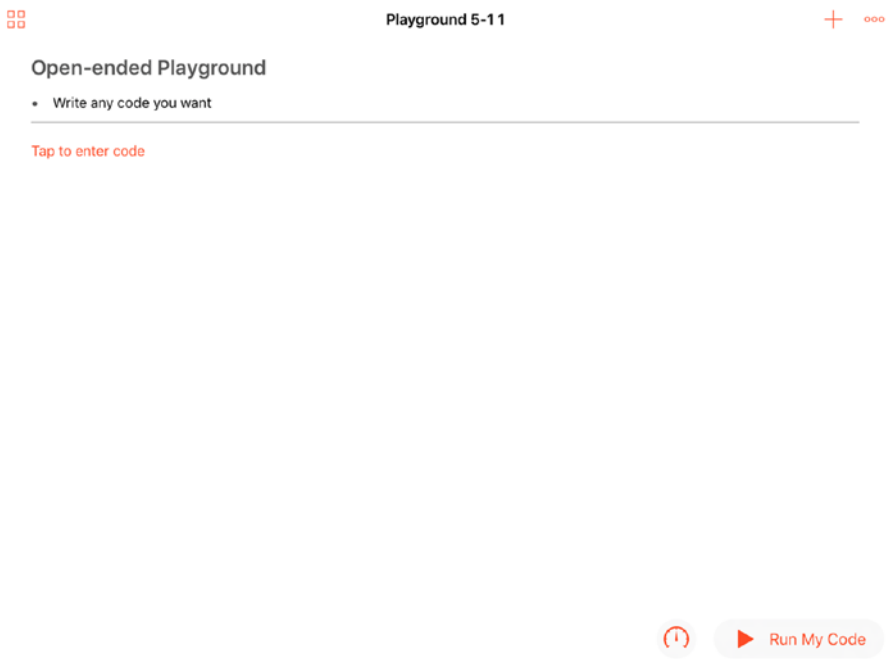 Playground 5-11
Open-ended Playground
• Write any code you want
Tap to enter code
Run My Code